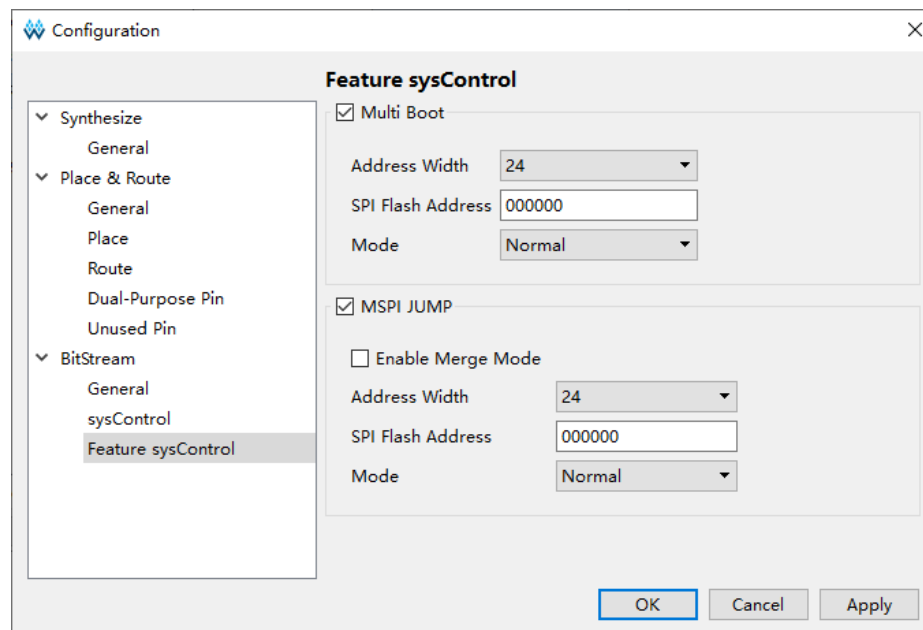 Configuration
Feature sysControl
Synthesize
General
Place & Route
General
Place
Route
Dual-Purpose Pin
Unused Pin
BitStream
General
sysControl
Feature sysControl
Multi Boot
Address Width 24
SPI Flash Address 000000
Mode Normal
MSPI JUMP
Enable Merge Mode
Address Width 24
SPI Flash Address 000000
Mode Normal
OK Cancel Apply